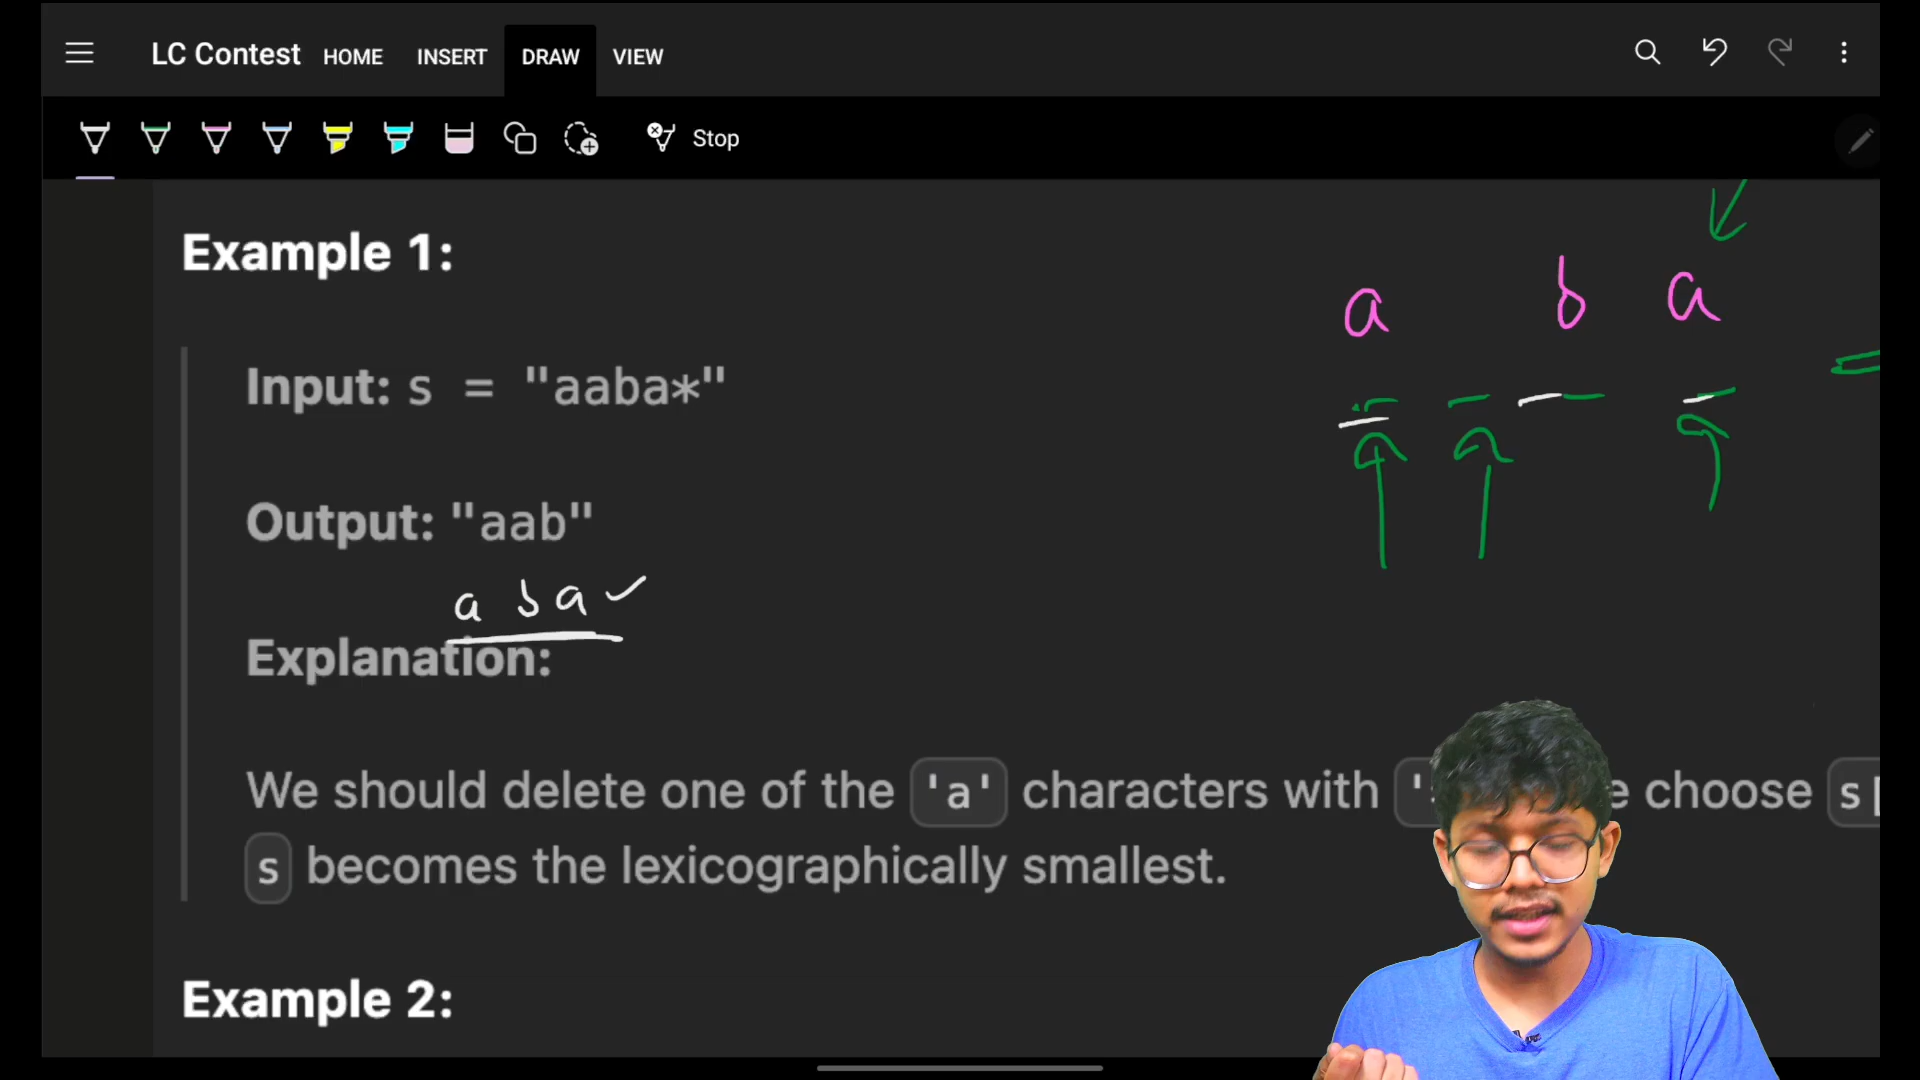 LC Contest HOME INSERT DRAW VIEW
Stop
Example 1:
a b a
Input: s = "aaba*"
Output: "aab"
a b a
Explanation:
We should delete one of the 'a' characters with choose s[
s becomes the lexicographically smallest.
Example 2: